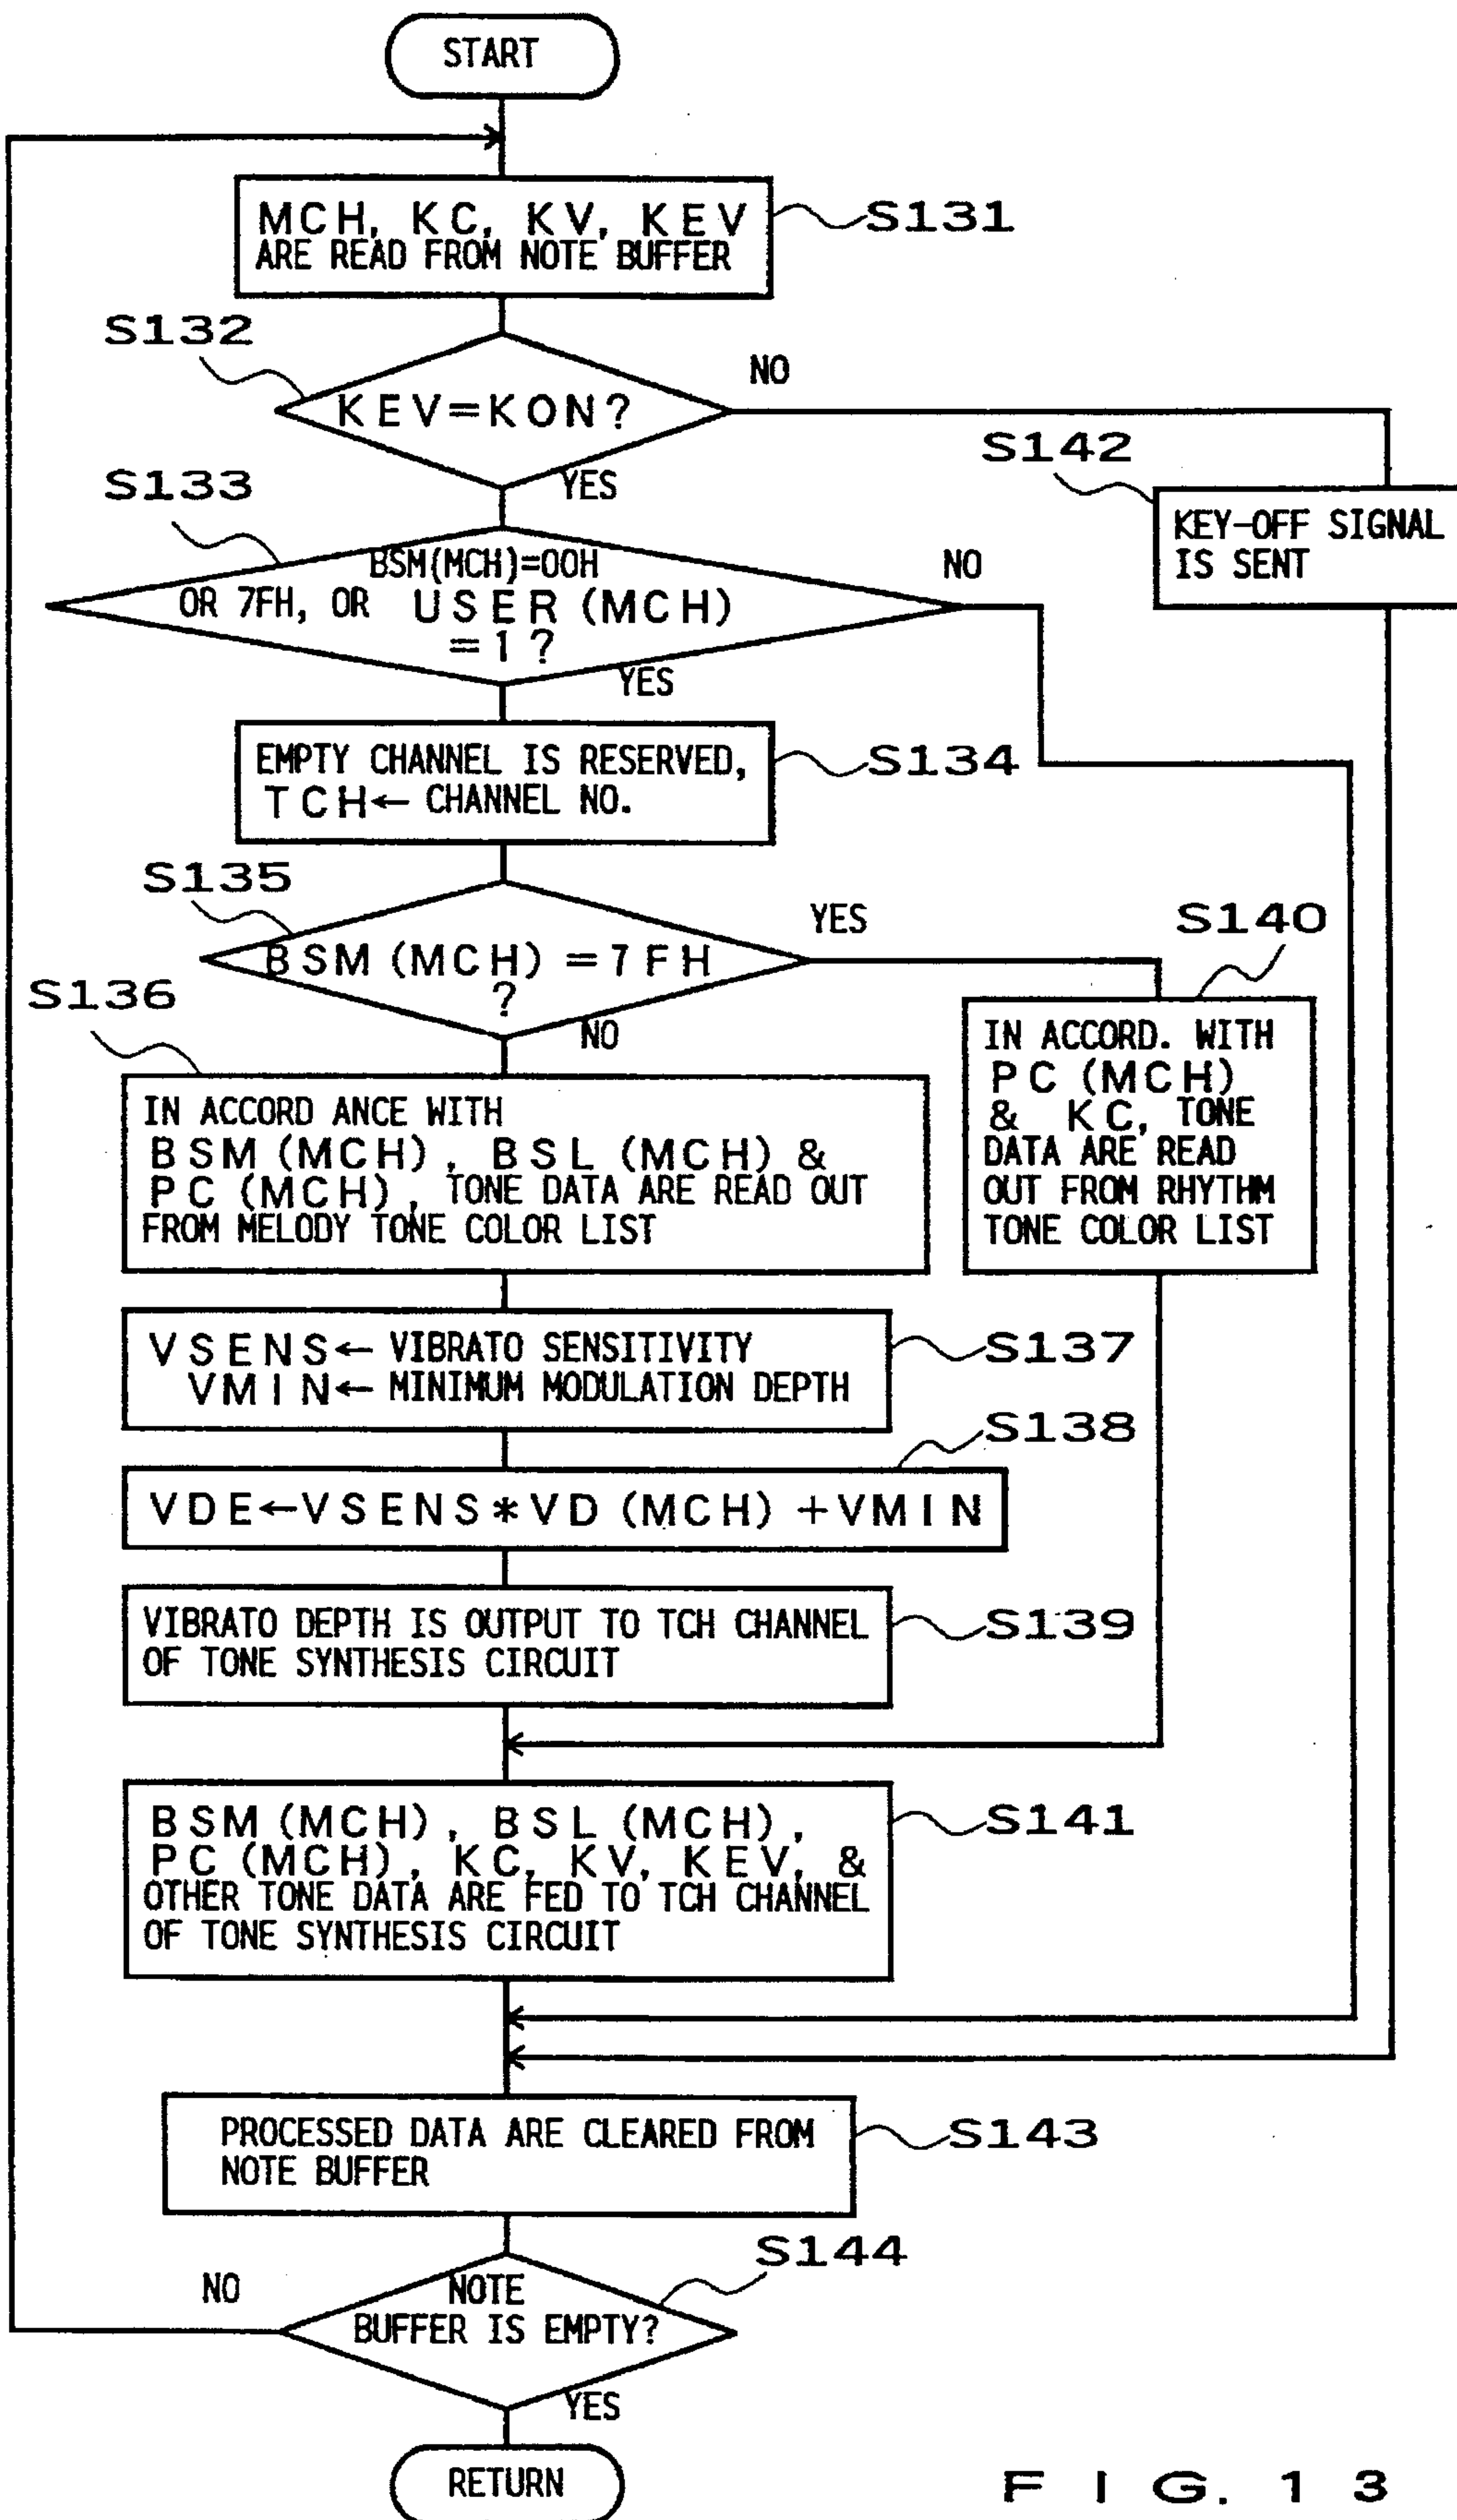 START
MCH, KC, KV, KEV
ARE READ FROM NOTE BUFFER
S131
S132
KEV=KON?
NO
YES
S142
KEY-OFF SIGNAL
IS SENT
S133
BSM(MCH)=00H
OR 7FH, OR USER (MCH)
=1?
NO
YES
EMPTY CHANNEL IS RESERVED,
TCH← CHANNEL NO.
S134
S135
BSM (MCH) =7FH
?
YES
NO
S140
IN ACCORD. WITH
PC (MCH)
& KC, TONE
DATA ARE READ
OUT FROM RHYTHM
TONE COLOR LIST
S136
IN ACCORD ANCE WITH
BSM (MCH), BSL (MCH) &
PC (MCH), TONE DATA ARE READ OUT
FROM MELODY TONE COLOR LIST
VSENS← VIBRATO SENSITIVITY
VMIN← MINIMUM MODULATION DEPTH
S137
S138
VDE←VSENS*VD (MCH) +VMIN
VIBRATO DEPTH IS OUTPUT TO TCH CHANNEL
OF TONE SYNTHESIS CIRCUIT
S139
BSM (MCH), BSL (MCH),
PC (MCH), KC, KV, KEV, &
OTHER TONE DATA ARE FED TO TCH CHANNEL
OF TONE SYNTHESIS CIRCUIT
S141
PROCESSED DATA ARE CLEARED FROM
NOTE BUFFER
S143
S144
NOTE
BUFFER IS EMPTY?
NO
YES
RETURN
FIG. 13